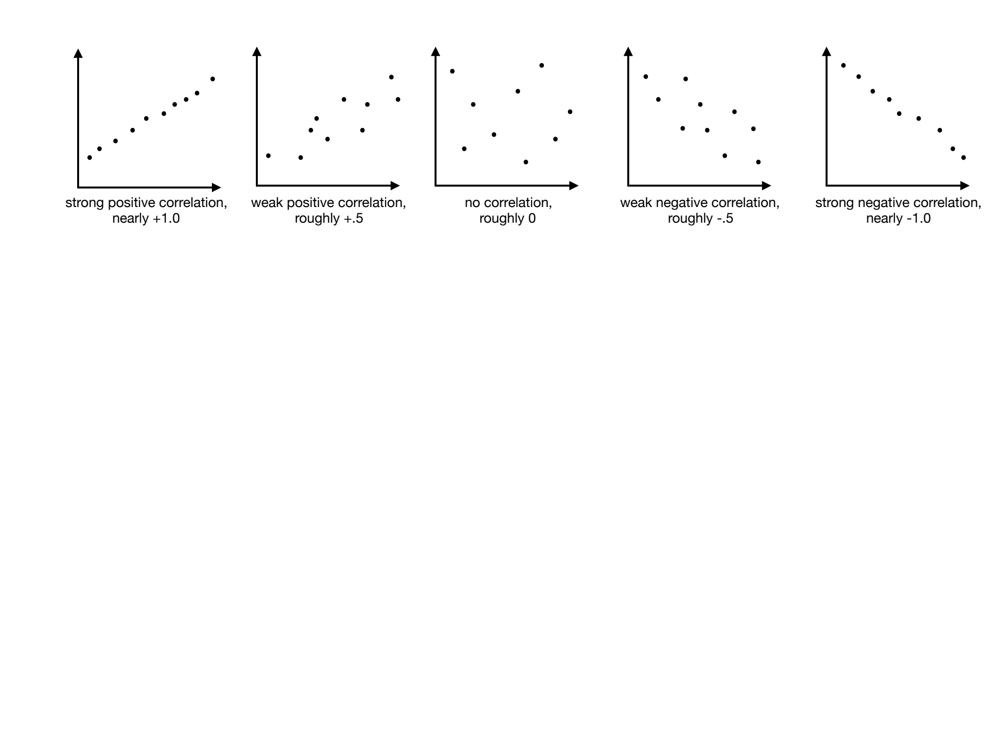 strong positive correlation,
nearly +1.0
weak positive correlation,
roughly +.5
no correlation,
roughly 0
weak negative correlation,
roughly -.5
strong negative correlation,
nearly -1.0